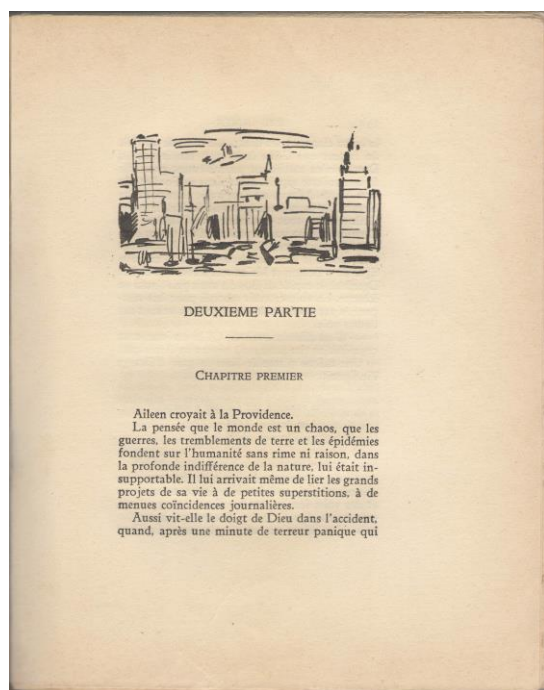 DEUXIEME PARTIE
CHAPITRE PREMIER
Aileen croyait à la Providence.
La pensée que le monde est un chaos, que les
guerres, les tremblements de terre et les épidémies
fondent sur l'humanité sans rime ni raison, dans
la profonde indifférence de la nature, lui était in-
supportable. Il lui arrivait même de lier les grands
projets de sa vie à de petites superstitions, à de
menues coïncidences journalières.
Aussi vit-elle le doigt de Dieu dans l'accident,
quand, après une minute de terreur panique qui